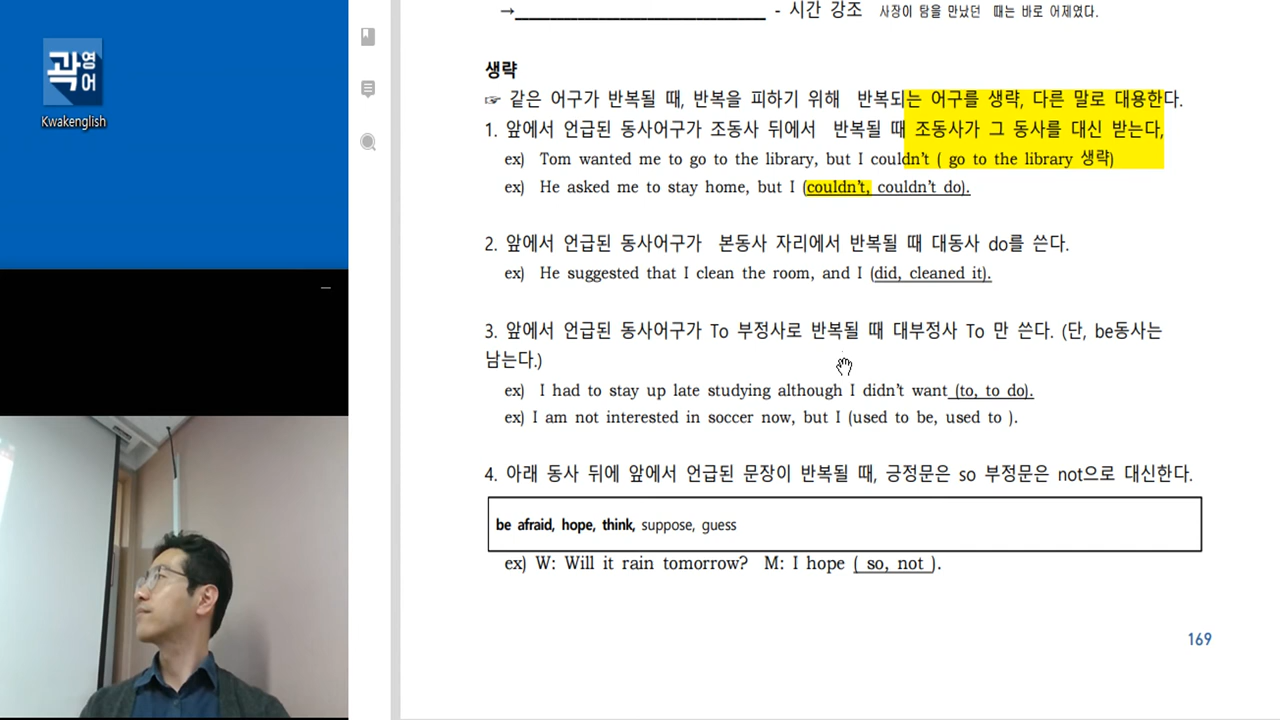 곽영어
Kwakenglish
→ - 시간 강조 사장이 탐을 만났던 때는 바로 어제였다.
생략
☞ 같은 어구가 반복될 때, 반복을 피하기 위해 반복되는 어구를 생략, 다른 말로 대용한다.
1. 앞에서 언급된 동사어구가 조동사 뒤에서 반복될 때 조동사가 그 동사를 대신 받는다,
ex) Tom wanted me to go to the library, but I couldn't ( go to the library 생략)
ex) He asked me to stay home, but I (couldn't, couldn't do).
2. 앞에서 언급된 동사어구가 본동사 자리에서 반복될 때 대동사 do를 쓴다.
ex) He suggested that I clean the room, and I (did, cleaned it).
3. 앞에서 언급된 동사어구가 To 부정사로 반복될 때 대부정사 To 만 쓴다. (단, be동사는
남는다.)
ex) I had to stay up late studying although I didn't want (to, to do).
ex) I am not interested in soccer now, but I (used to be, used to ).
4. 아래 동사 뒤에 앞에서 언급된 문장이 반복될 때, 긍정문은 so 부정문은 not으로 대신한다.
be afraid, hope, think, suppose, guess
ex) W: Will it rain tomorrow? M: I hope ( so, not ).
169